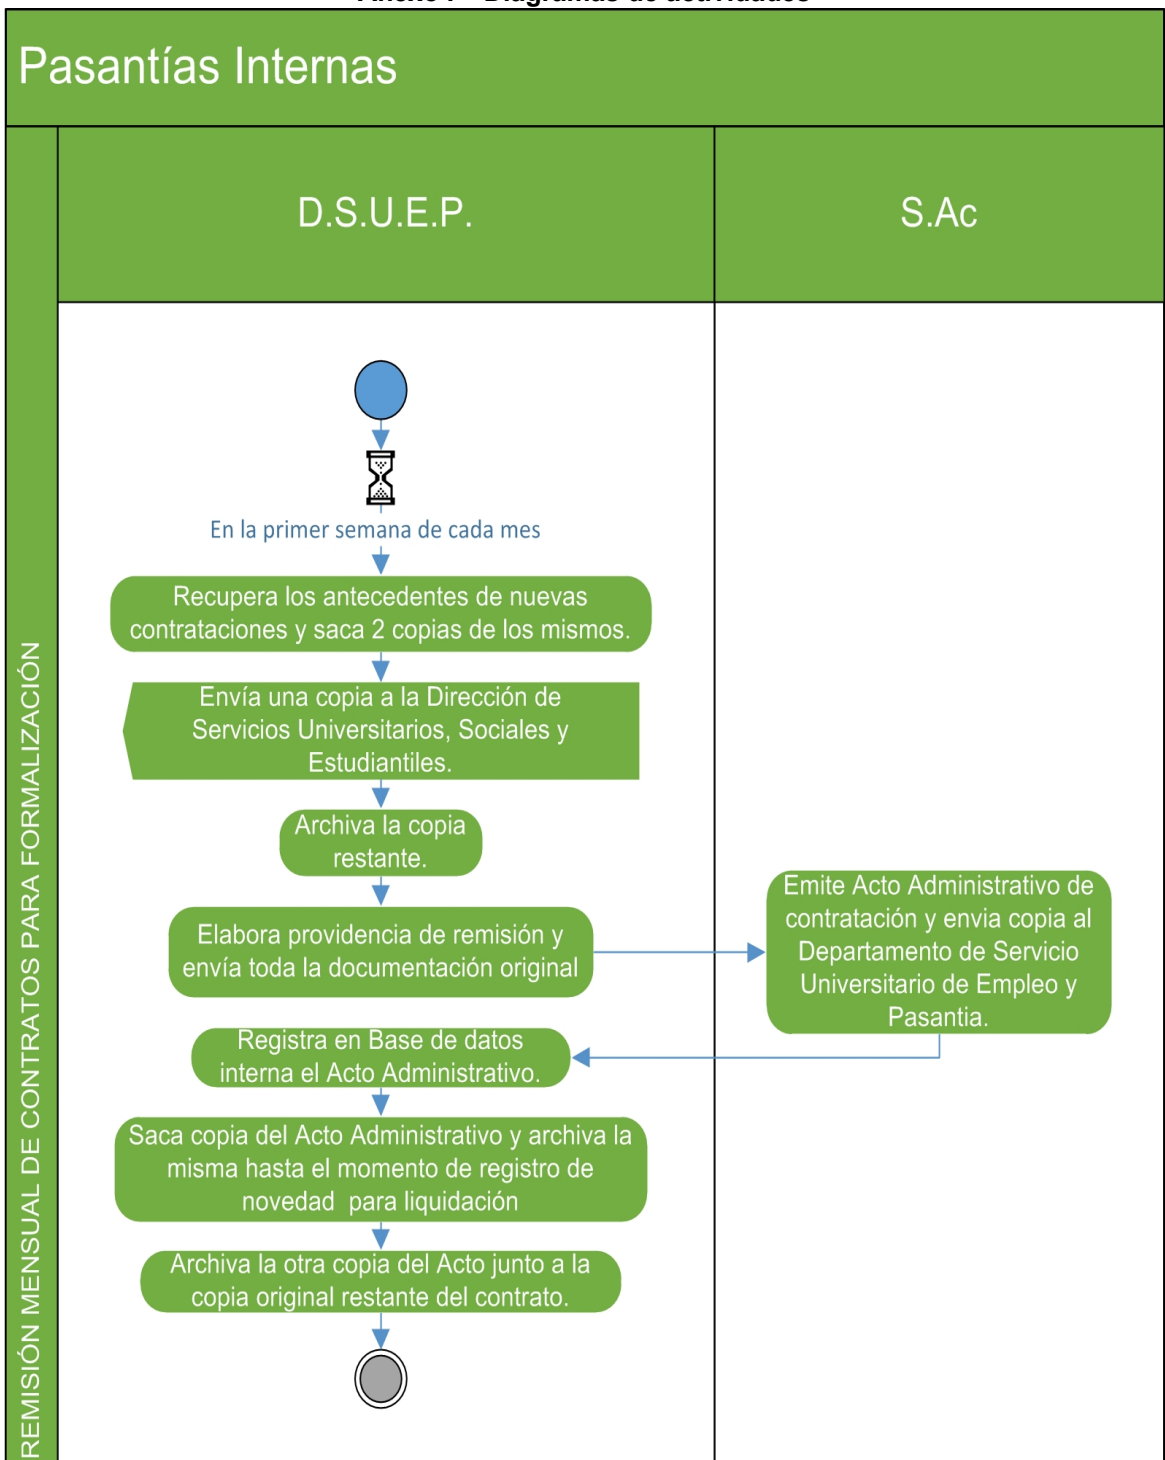 Pasantías Internas
D.S.U.E.P.
S.Ac
REMISIÓN MENSUAL DE CONTRATOS PARA FORMALIZACIÓN
En la primer semana de cada mes
Recupera los antecedentes de nuevas
contrataciones y saca 2 copias de los mismos.
Envía una copia a la Dirección de
Servicios Universitarios, Sociales y
Estudiantiles.
Archiva la copia
restante.
Elabora providencia de remisión y
envía toda la documentación original
Emite Acto Administrativo de
contratación y envia copia al
Departamento de Servicio
Universitario de Empleo y
Pasantia.
Registra en Base de datos
interna el Acto Administrativo.
Saca copia del Acto Administrativo y archiva la
misma hasta el momento de registro de
novedad  para liquidación
Archiva la otra copia del Acto junto a la
copia original restante del contrato.